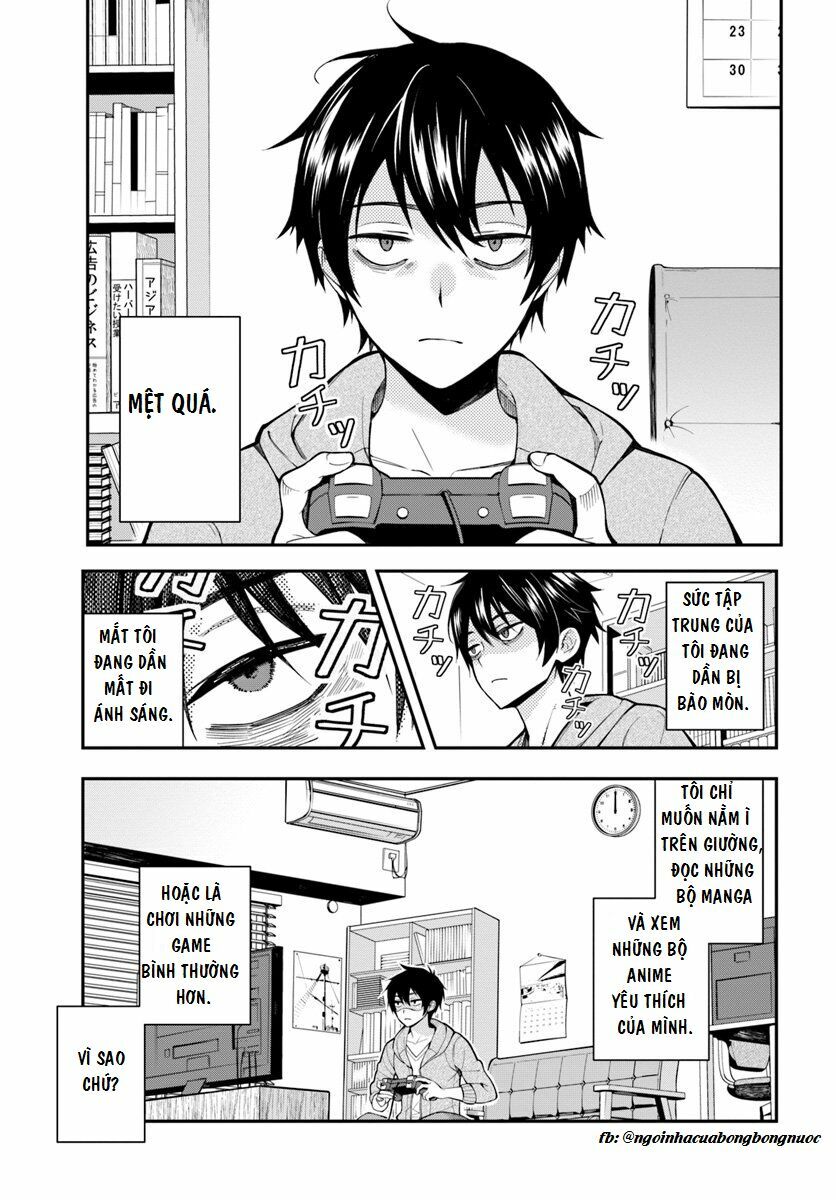 23
30
広告のビジネス
ハーバー
受けたい授業
アジア
カチッ
カチッ
MỆT QUÁ.
SỨC TẬP
TRUNG CỦA
TÔI ĐANG
DẦN BỊ
BÀO MÒN.
カチッ
カチッ
MẮT TÔI
ĐANG DẦN
MẤT ĐI
ÁNH SÁNG.
カチ
カチ
TÔI CHỈ
MUỐN NẰM Ì
TRÊN GIƯỜNG,
ĐỌC NHỮNG
BỘ MANGA
VÀ XEM
NHỮNG BỘ
ANIME
YÊU THÍCH
CỦA MÌNH.
HOẶC LÀ
CHƠI NHỮNG
GAME
BÌNH THƯỜNG
HƠN.
VÌ SAO
CHỨ?
fb: @ngoinhacuabongbongnuoc